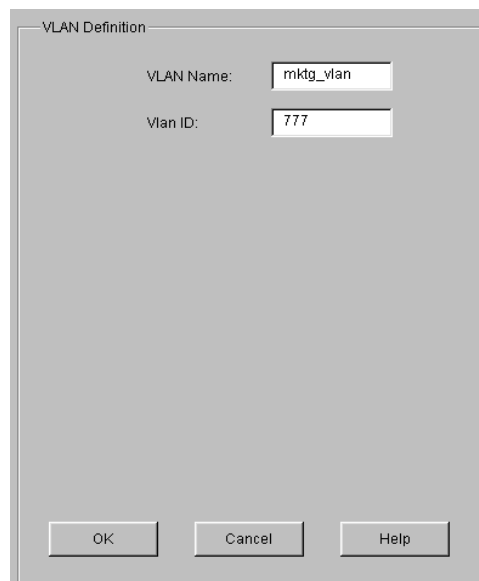 VLAN Definition
VLAN Name: mktg_vlan
Vlan ID: 777
OK Cancel Help